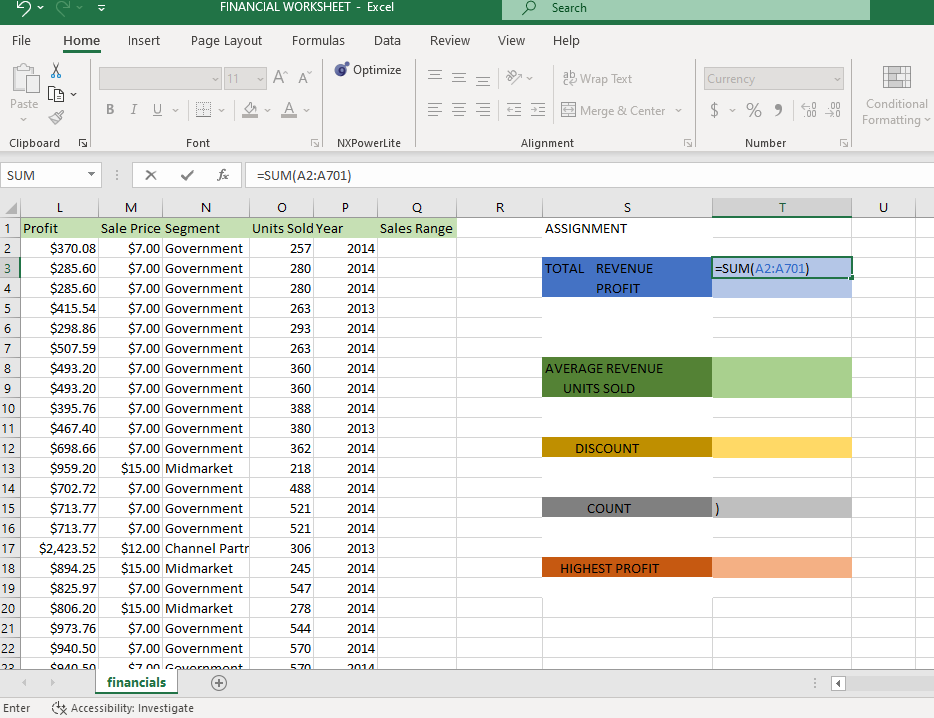 FINANCIAL WORKSHEET - Excel Search
File Home Insert Page Layout Formulas Data Review View Help
11 Optimize ab Wrap Text Currency
Paste B I U A Merge & Center $ % 9 Conditional
Formatting
Clipboard Font NXPowerLite Alignment Number
SUM fx =SUM(A2:A701)
L M N O P Q R S T U
1 Profit Sale Price Segment Units Sold Year Sales Range ASSIGNMENT
2 $370.08 $7.00 Government 257 2014
3 $285.60 $7.00 Government 280 2014 TOTAL REVENUE =SUM(A2:A701)
4 $285.60 $7.00 Government 280 2014 PROFIT
5 $415.54 $7.00 Government 263 2013
6 $298.86 $7.00 Government 293 2014
7 $507.59 $7.00 Government 263 2014
8 $493.20 $7.00 Government 360 2014 AVERAGE REVENUE
9 $493.20 $7.00 Government 360 2014 UNITS SOLD
10 $395.76 $7.00 Government 388 2014
11 $467.40 $7.00 Government 380 2013
12 $698.66 $7.00 Government 362 2014 DISCOUNT
13 $959.20 $15.00 Midmarket 218 2014
14 $702.72 $7.00 Government 488 2014
15 $713.77 $7.00 Government 521 2014 COUNT )
16 $713.77 $7.00 Government 521 2014
17 $2,423.52 $12.00 Channel Partr 306 2013
18 $894.25 $15.00 Midmarket 245 2014 HIGHEST PROFIT
19 $825.97 $7.00 Government 547 2014
20 $806.20 $15.00 Midmarket 278 2014
21 $973.76 $7.00 Government 544 2014
22 $940.50 $7.00 Government 570 2014
23 $940.50 $7.00 Government 570 2014
financials
Enter Accessibility: Investigate